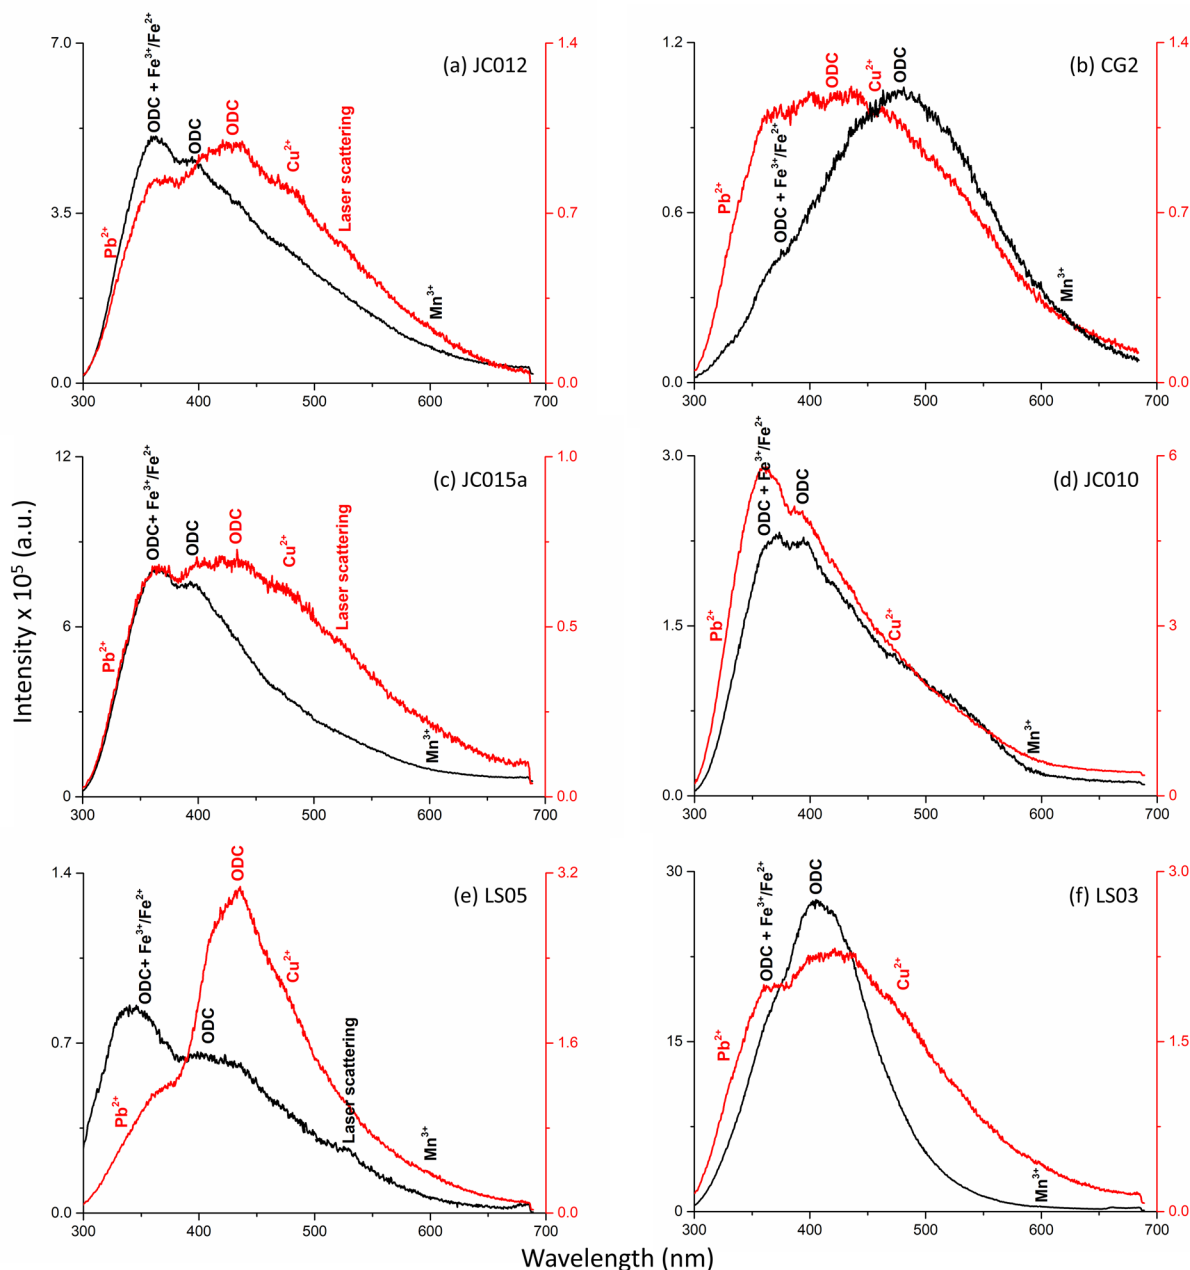 (a) JC012
7.0
3.5
0.0
1.4
0.7
0.0
300
400
500
600
700
ODC + Fe³⁺/Fe²⁺
ODC
ODC
Pb²⁺
Cu²⁺
Laser scattering
Mn³⁺
(b) CG2
1.2
0.6
0.0
1.4
0.7
0.0
300
400
500
600
700
Pb²⁺
ODC + Fe³⁺/Fe²⁺
ODC
Cu²⁺
ODC
Mn³⁺
(c) JC015a
12
6
0
1.0
0.5
0.0
300
400
500
600
700
Pb²⁺
ODC+ Fe³⁺/Fe²⁺
ODC
ODC
Cu²⁺
Laser scattering
Mn³⁺
(d) JC010
3.0
1.5
0.0
6
3
0
300
400
500
600
700
Pb²⁺
ODC + Fe³⁺/Fe²⁺
ODC
Cu²⁺
Mn³⁺
(e) LS05
1.4
0.7
0.0
3.2
1.6
0.0
300
400
500
600
700
Pb²⁺
ODC+ Fe³⁺/Fe²⁺
ODC
ODC
Cu²⁺
Laser scattering
Mn³⁺
(f) LS03
30
15
0
3.0
1.5
0.0
300
400
500
600
700
Pb²⁺
ODC + Fe³⁺/Fe²⁺
ODC
Cu²⁺
Mn³⁺
Intensity x 10⁵ (a.u.)
Wavelength (nm)